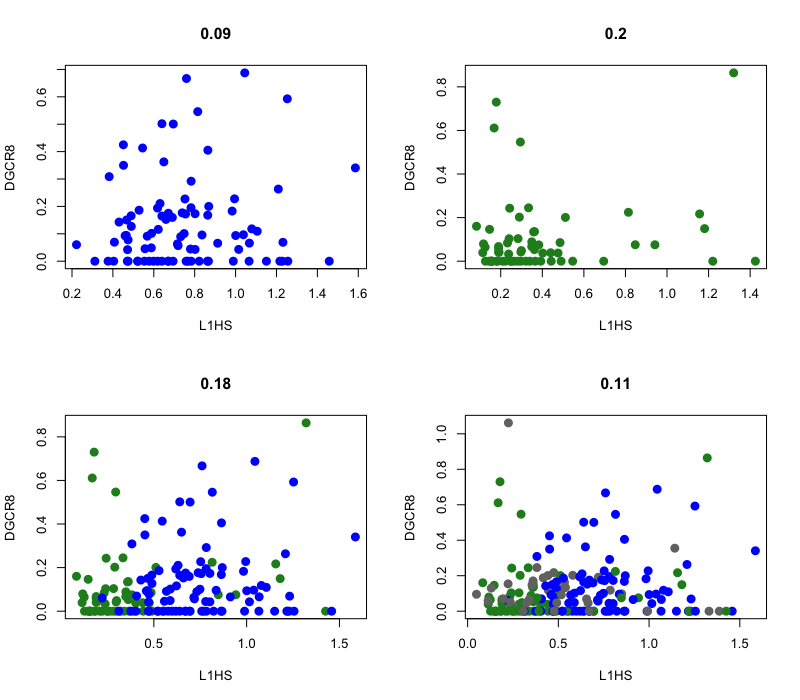 0.09
DGCR8
0.0 0.2 0.4 0.6
0.2 0.4 0.6 0.8 1.0 1.2 1.4 1.6
L1HS
0.2
DGCR8
0.0 0.2 0.4 0.6 0.8
0.2 0.4 0.6 0.8 1.0 1.2 1.4
L1HS
0.18
DGCR8
0.0 0.2 0.4 0.6 0.8
0.5 1.0 1.5
L1HS
0.11
DGCR8
0.0 0.2 0.4 0.6 0.8 1.0
0.0 0.5 1.0 1.5
L1HS